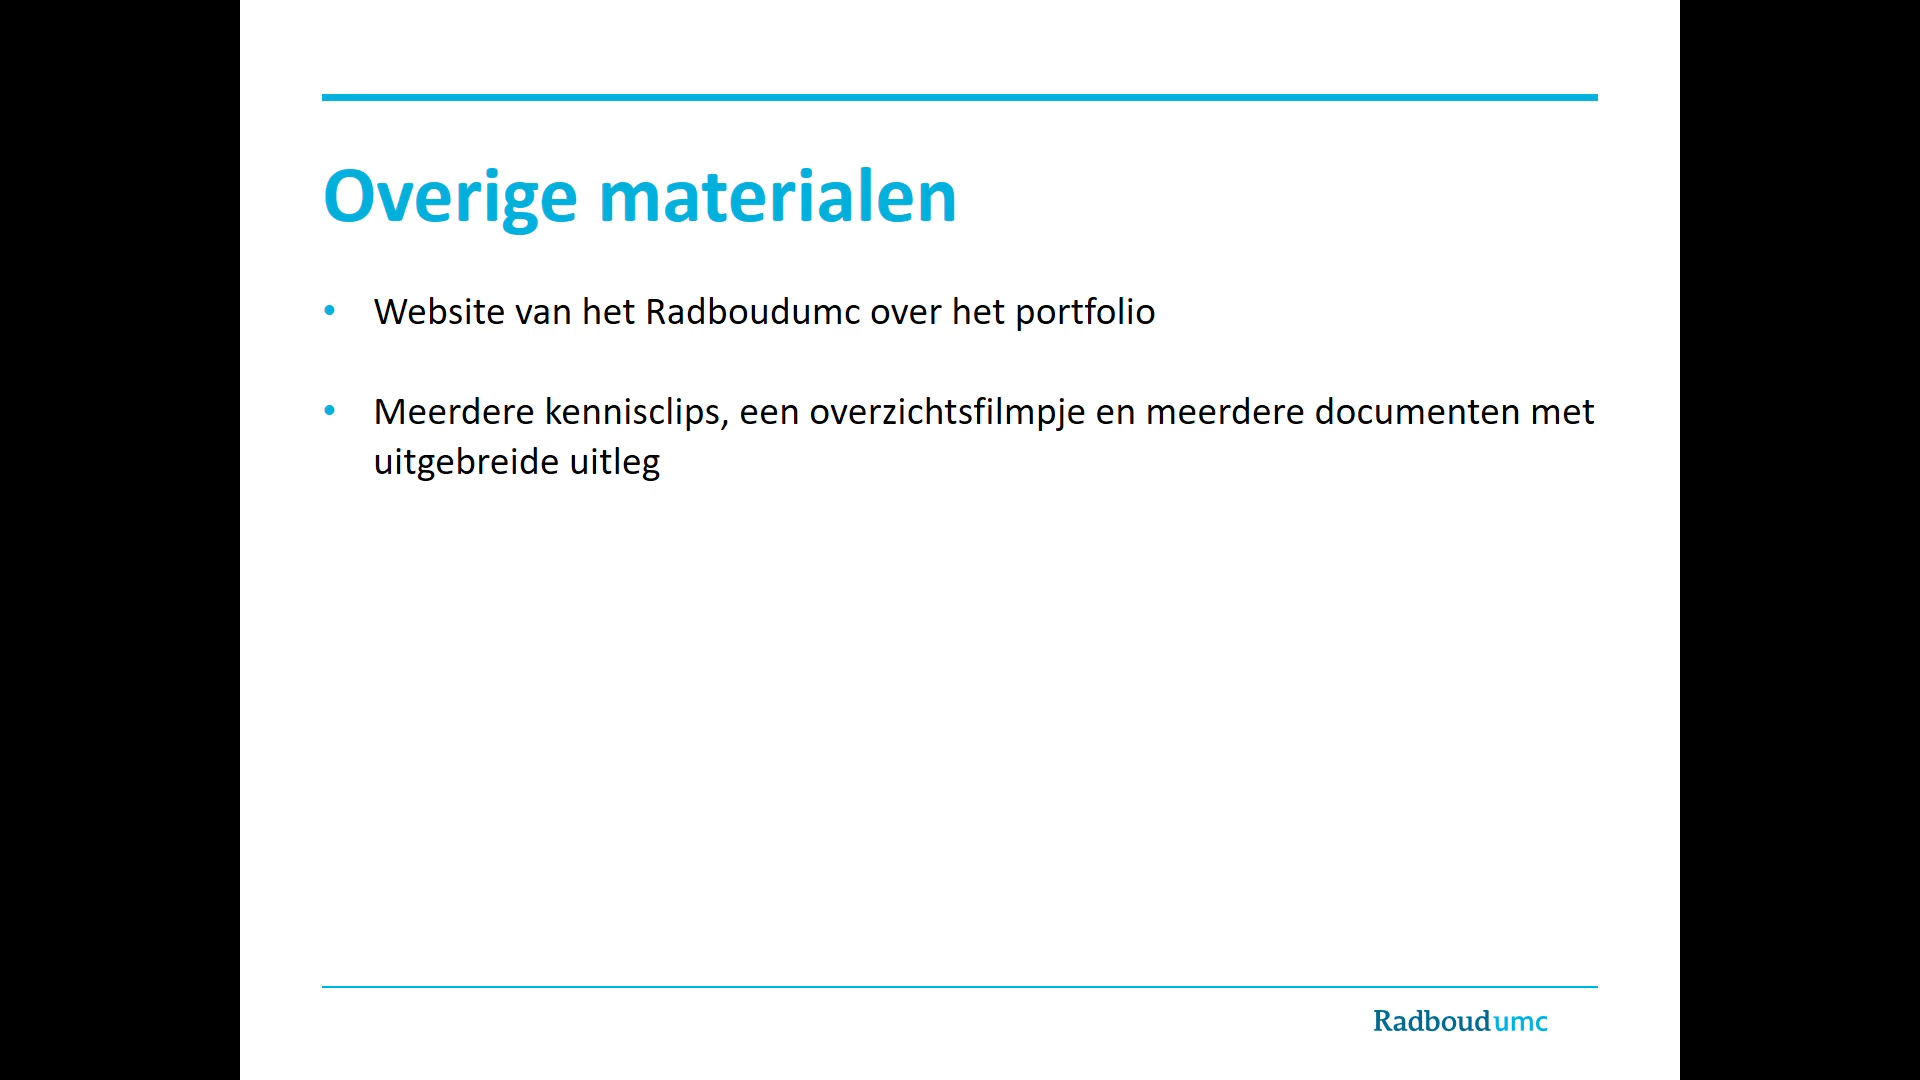 Overige materialen
• Website van het Radboudumc over het portfolio
• Meerdere kennisclips, een overzichtsfilmpje en meerdere documenten met
uitgebreide uitleg
Radboudumc